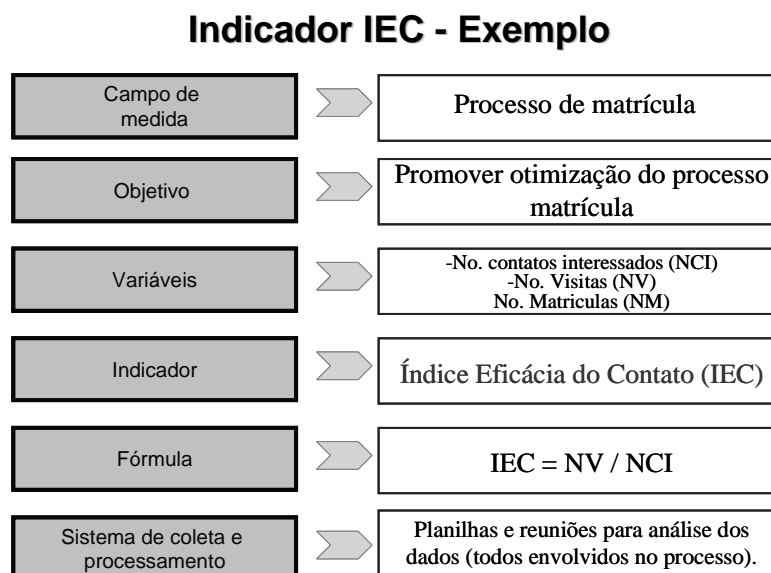 Indicador IEC - Exemplo
Campo de
medida
Processo de matrícula
Objetivo
Promover otimização do processo
matrícula
Variáveis
-No. contatos interessados (NCI)
-No. Visitas (NV)
No. Matriculas (NM)
Indicador
Índice Eficácia do Contato (IEC)
Fórmula
IEC = NV / NCI
Sistema de coleta e
processamento
Planilhas e reuniões para análise dos
dados (todos envolvidos no processo).